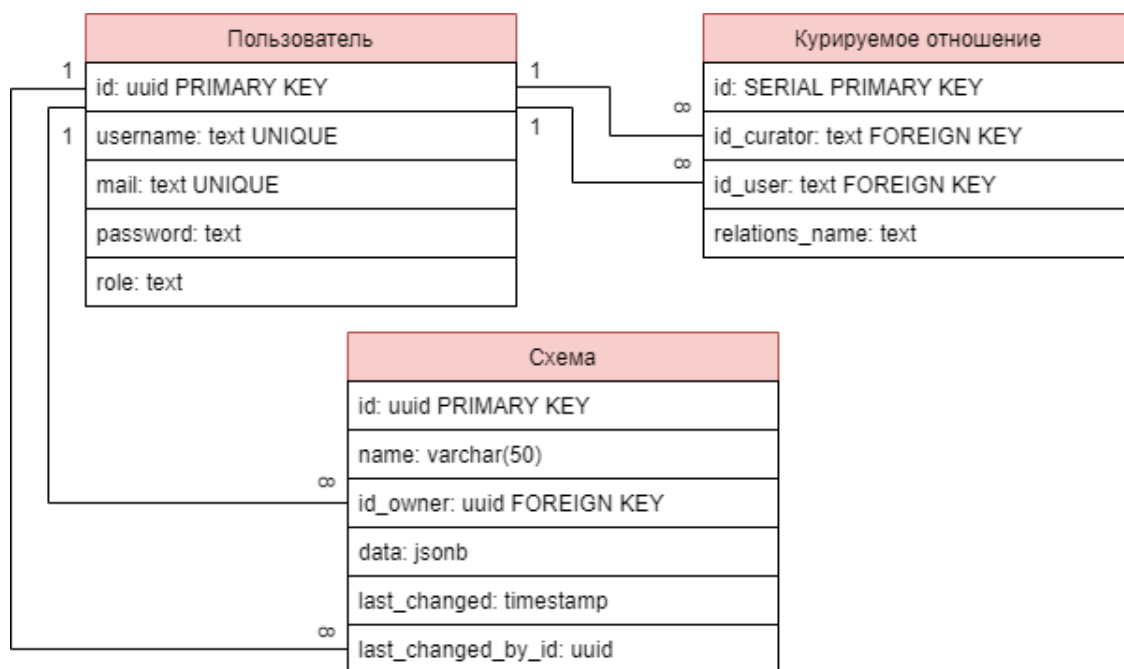 Пользователь
1
id: uuid PRIMARY KEY
1
username: text UNIQUE
mail: text UNIQUE
password: text
role: text
1
1
Курируемое отношение
id: SERIAL PRIMARY KEY
∞
id_curator: text FOREIGN KEY
∞
id_user: text FOREIGN KEY
relations_name: text
Схема
id: uuid PRIMARY KEY
name: varchar(50)
∞
id_owner: uuid FOREIGN KEY
data: jsonb
last_changed: timestamp
∞
last_changed_by_id: uuid